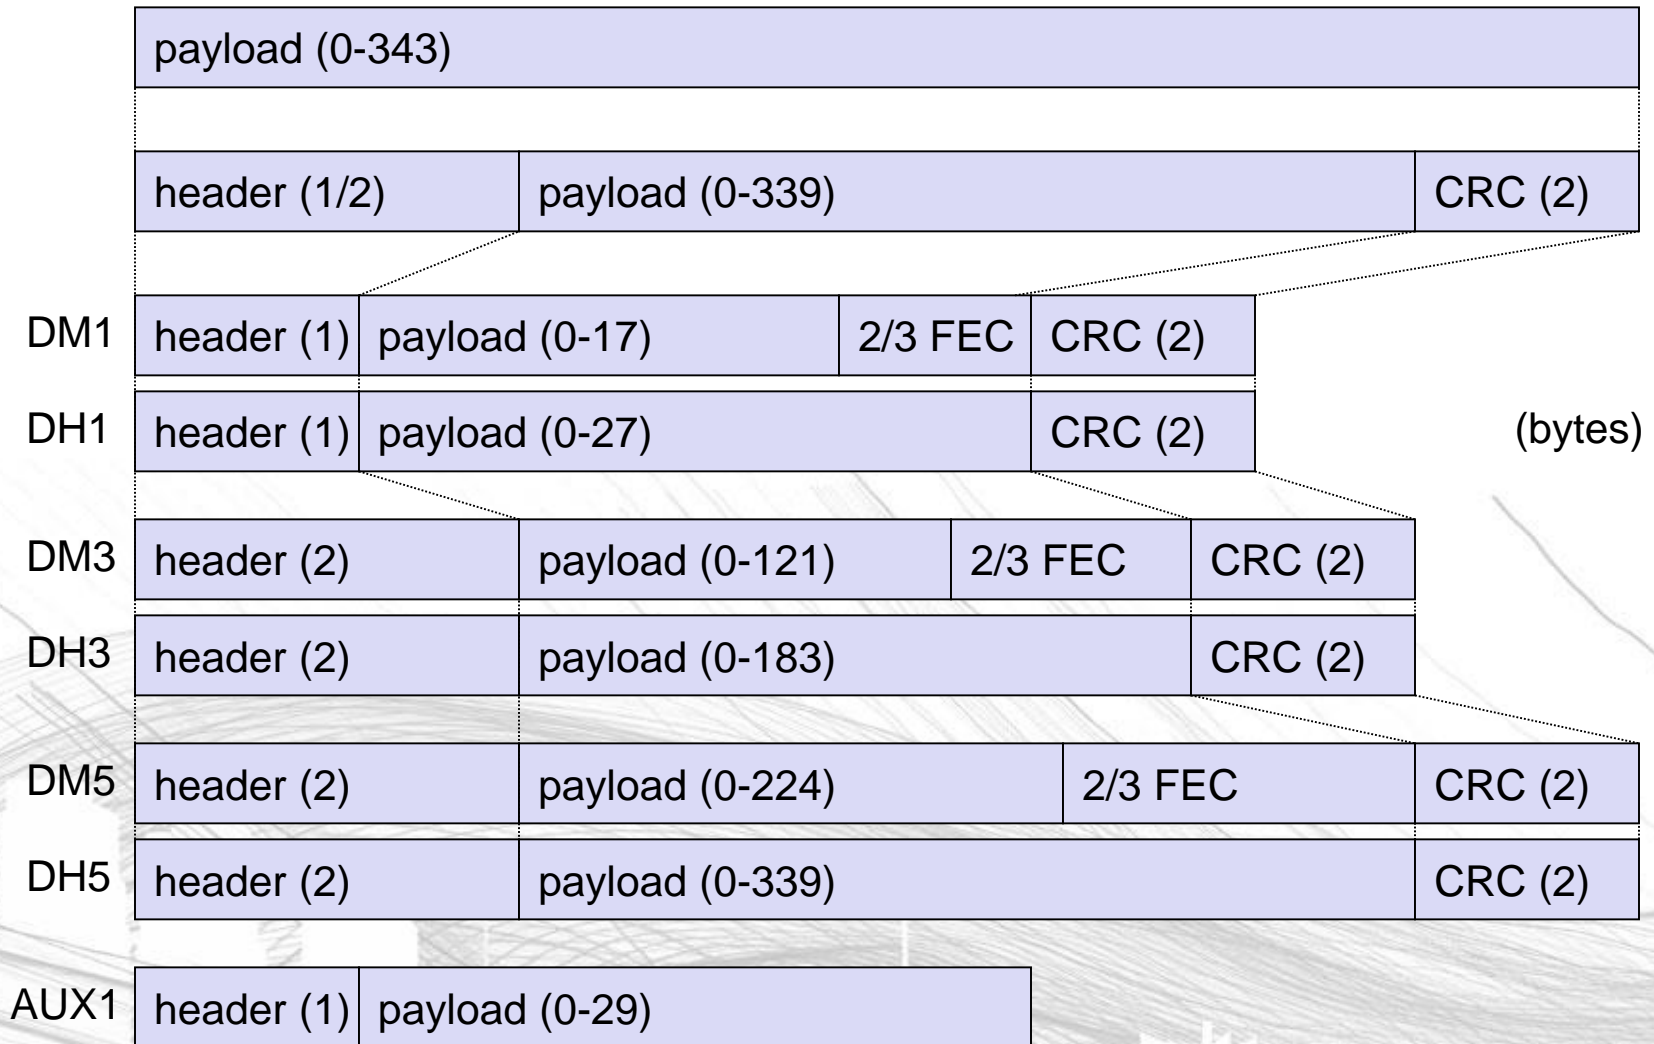 payload (0-343)
header (1/2) payload (0-339) CRC (2)
DM1 header (1) payload (0-17) 2/3 FEC CRC (2)
DH1 header (1) payload (0-27) CRC (2) (bytes)
DM3 header (2) payload (0-121) 2/3 FEC CRC (2)
DH3 header (2) payload (0-183) CRC (2)
DM5 header (2) payload (0-224) 2/3 FEC CRC (2)
DH5 header (2) payload (0-339) CRC (2)
AUX1 header (1) payload (0-29)